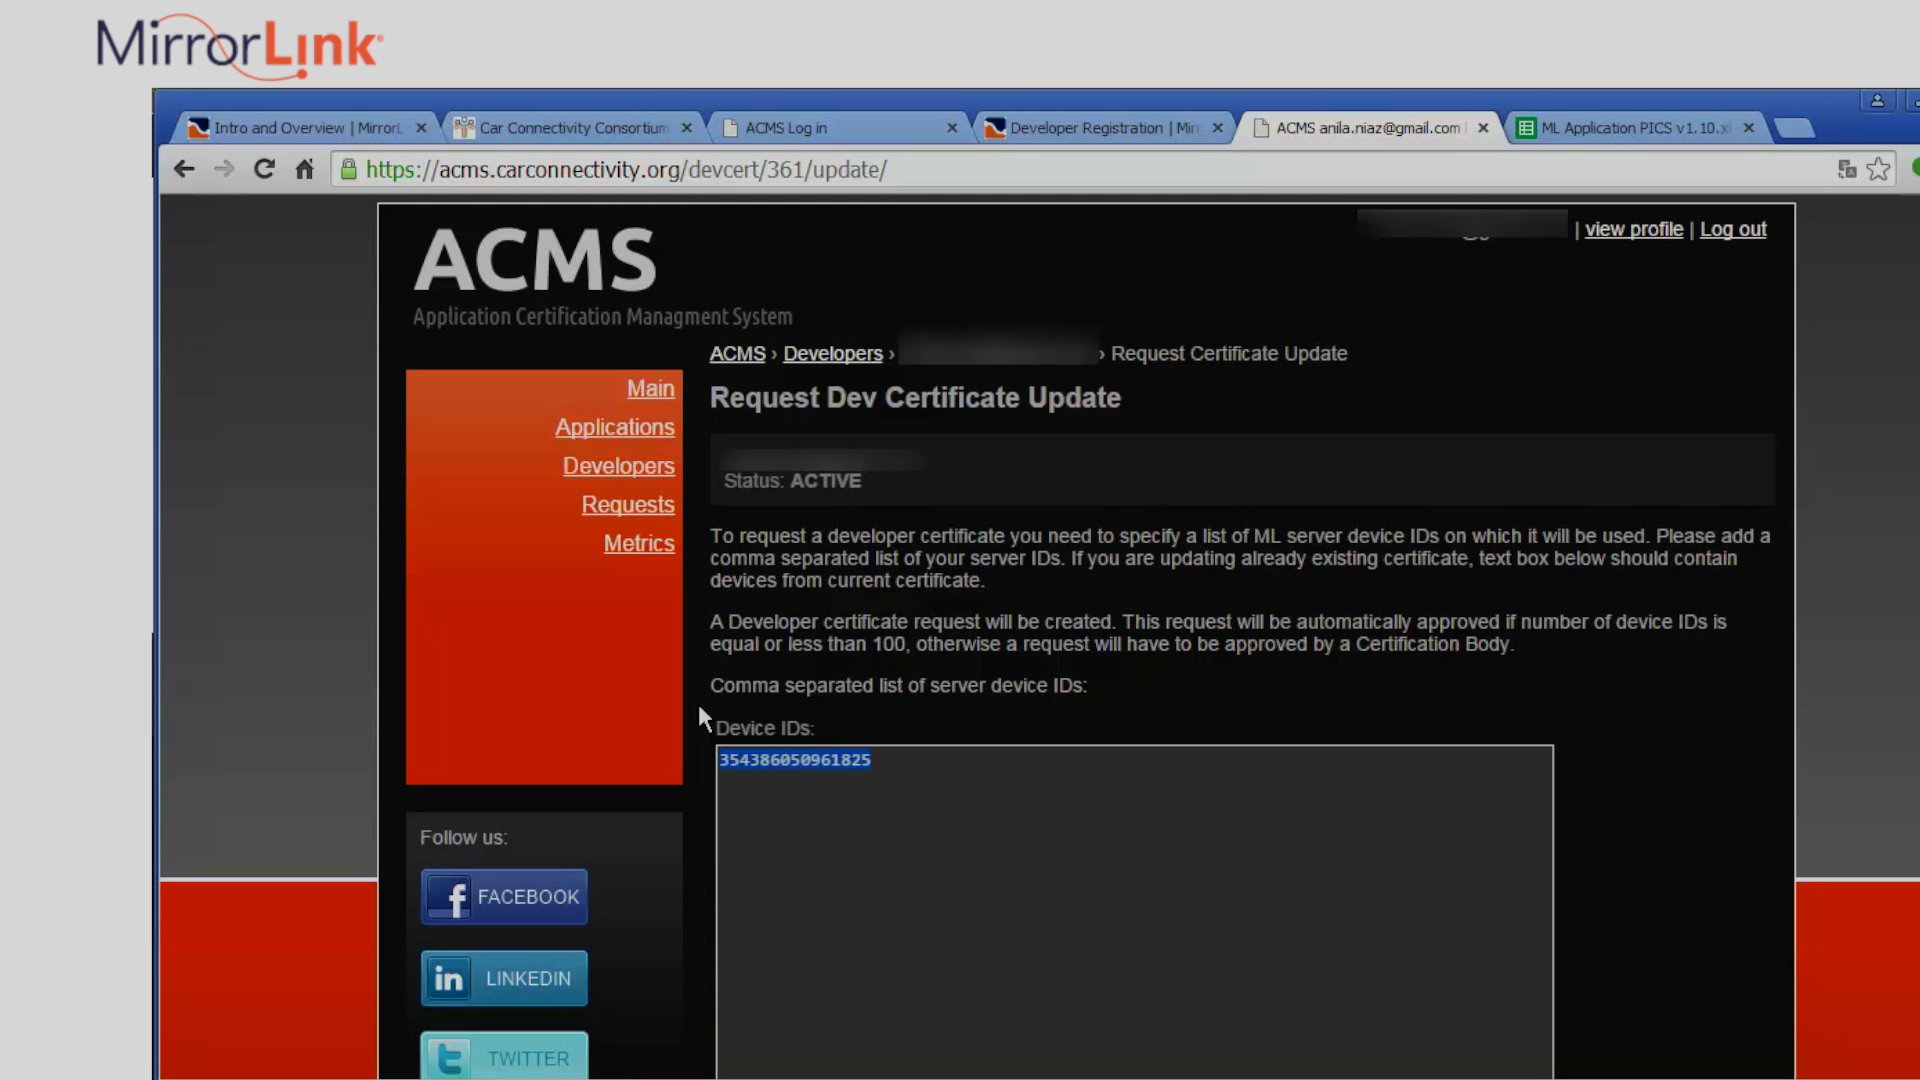 MirrorLink
Intro and Overview | MirrorL
Car Connectivity Consortium
ACMS Log in
Developer Registration | Mirr
ACMS anila.niaz@gmail.com |
ML Application PICS v1.10.xl
https://acms.carconnectivity.org/devcert/361/update/
| view profile | Log out
ACMS
Application Certification Managment System
ACMS › Developers › › Request Certificate Update
Main
Applications
Developers
Requests
Metrics
Request Dev Certificate Update
Status: ACTIVE
To request a developer certificate you need to specify a list of ML server device IDs on which it will be used. Please add a
comma separated list of your server IDs. If you are updating already existing certificate, text box below should contain
devices from current certificate.
A Developer certificate request will be created. This request will be automatically approved if number of device IDs is
equal or less than 100, otherwise a request will have to be approved by a Certification Body.
Comma separated list of server device IDs:
Device IDs:
354386050961825
Follow us:
FACEBOOK
LINKEDIN
TWITTER